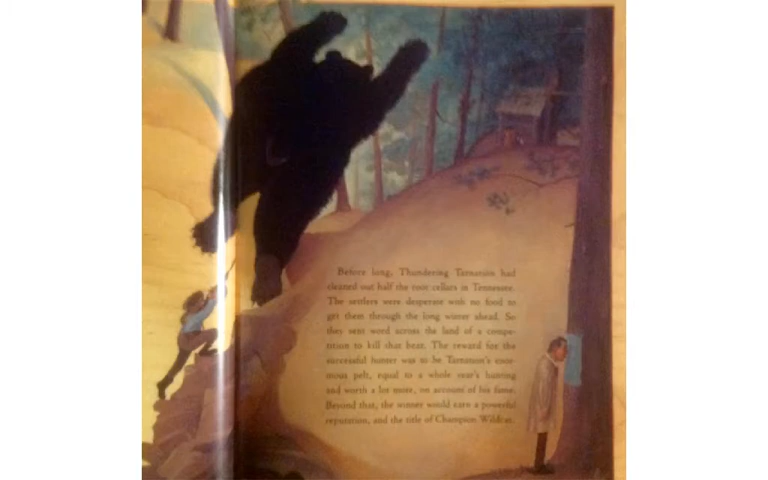 Before long, Thundering Tarnation had
cleaned out half the root cellars in Tennessee.
The settlers were desperate with no food to
get them through the long winter ahead. So
they sent word across the land of a compe-
tition to kill that bear. The reward for the
successful hunter was to be Tarnation's enor-
mous pelt, equal to a whole year's hunting
and worth a lot more, on account of his fame.
Beyond that, the winner would earn a powerful
reputation, and the title of Champion Wildcat.